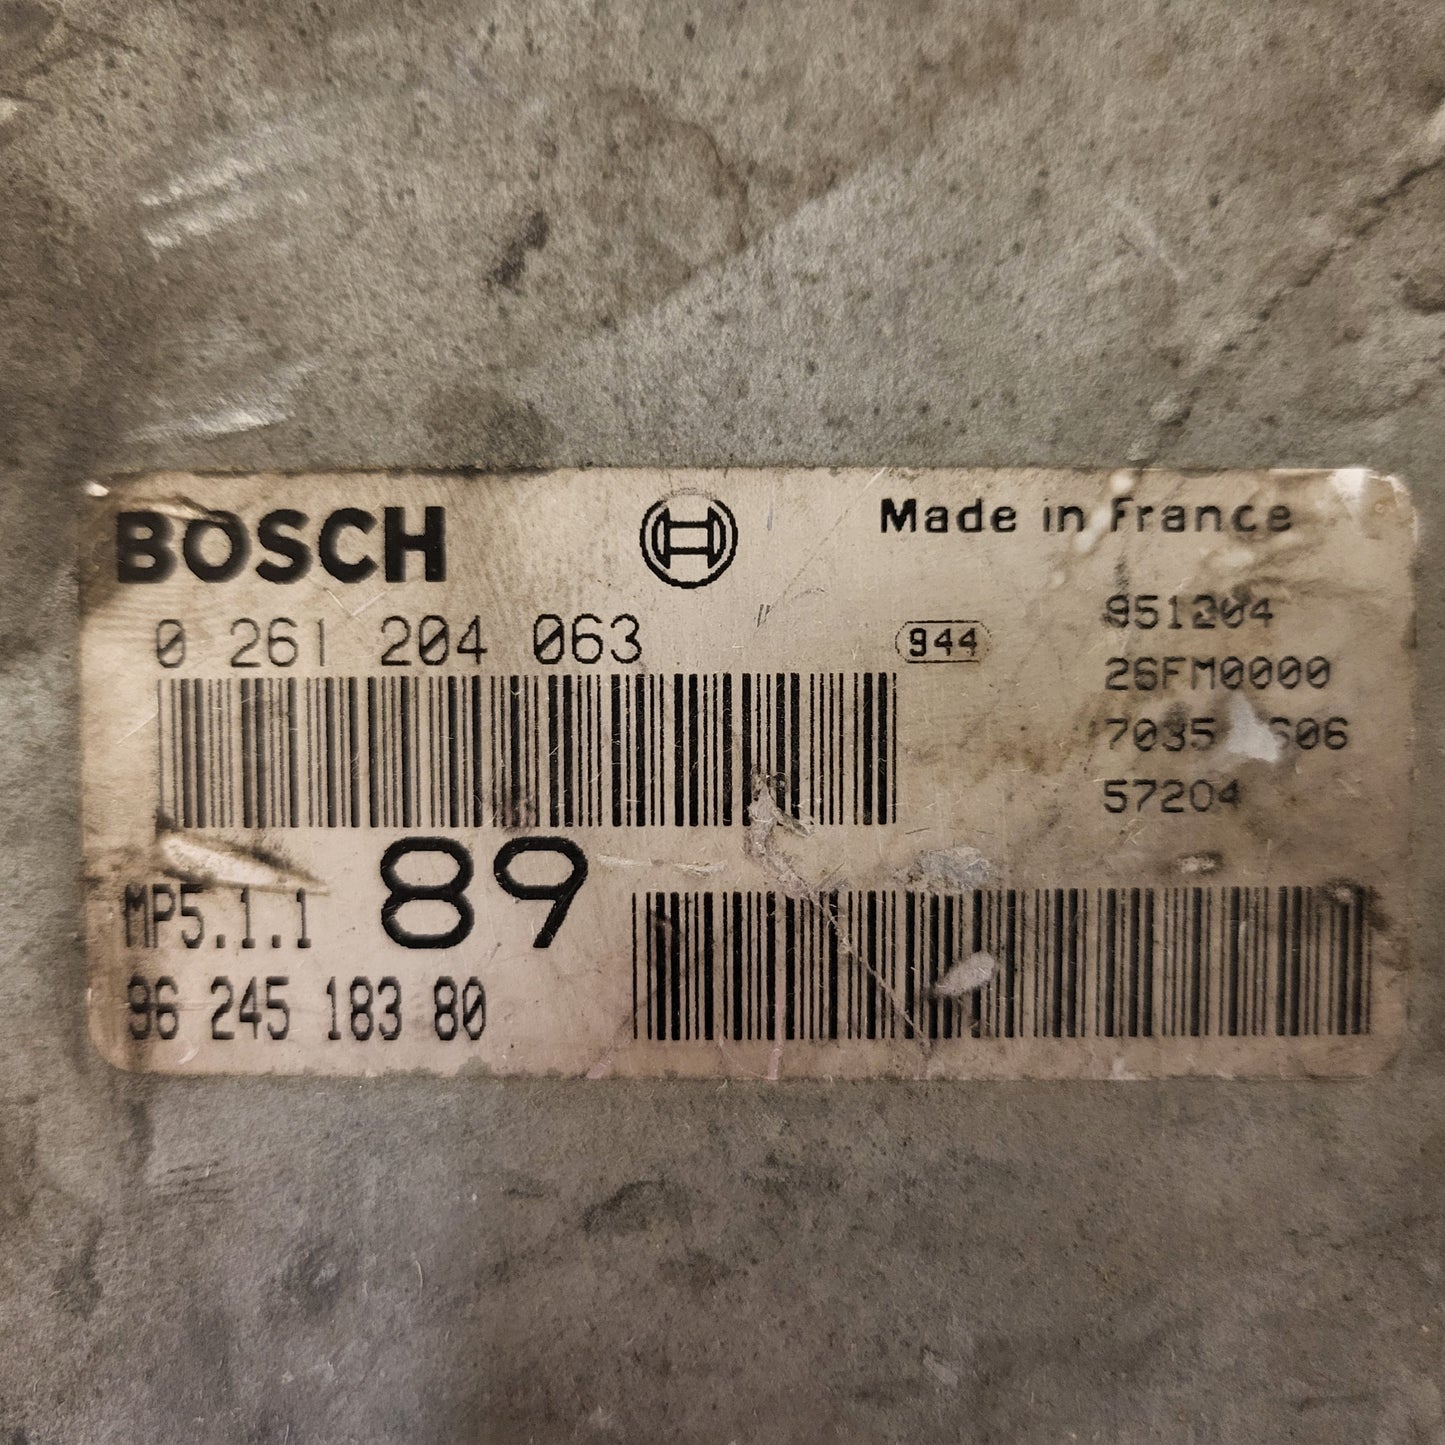 BOSCH
Made in France
0 261 204 063
944
951204
26FM0000
57204
MP5.1.1
89
96 245 183 80